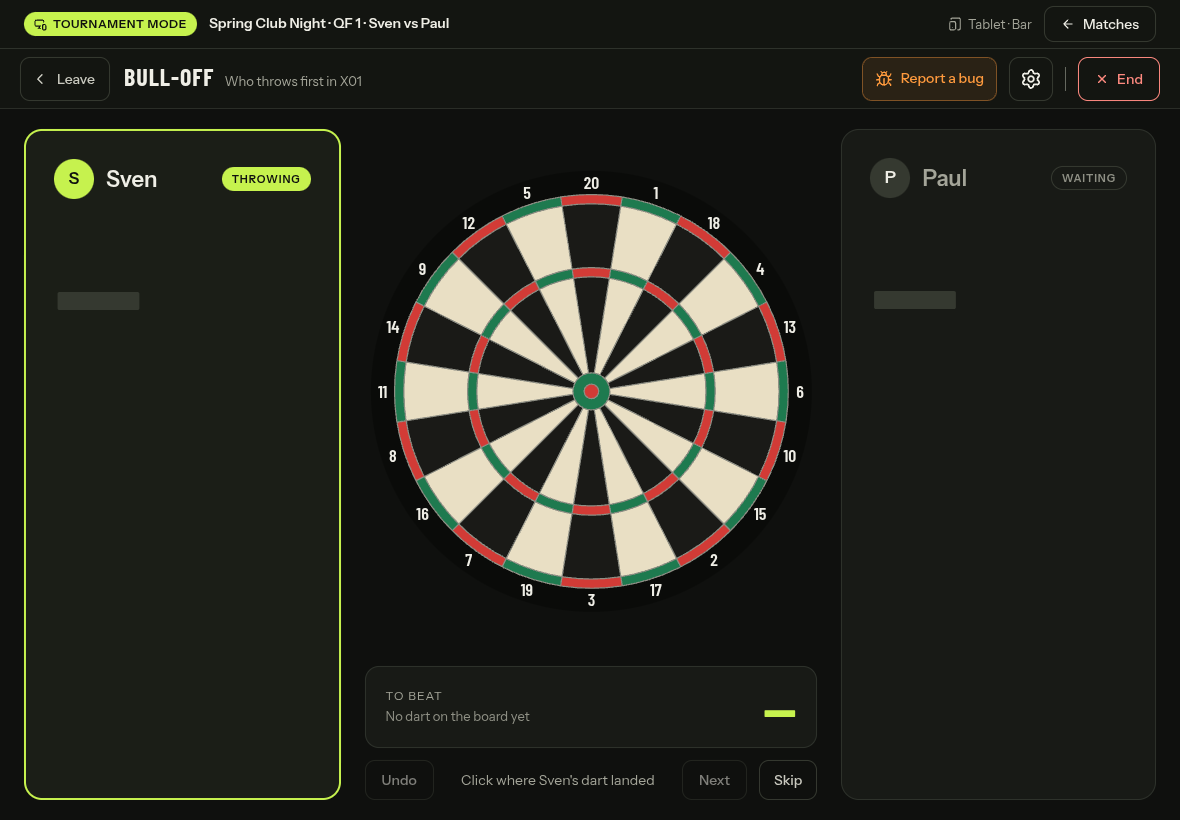 TOURNAMENT MODE Spring Club Night · QF 1 · Sven vs Paul Tablet · Bar Matches
Leave BULL-OFF Who throws first in X01 Report a bug End
S Sven THROWING
P Paul WAITING
20
5 1
12 18
9 4
14 13
11 6
8 10
16 15
7 2
19 17
3
TO BEAT
No dart on the board yet
Undo Click where Sven's dart landed Next Skip